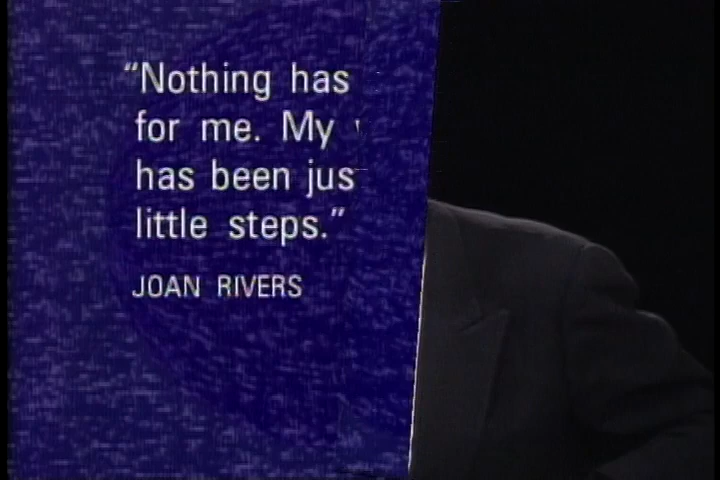 “Nothing has
for me. My
has been jus
little steps.”
JOAN RIVERS